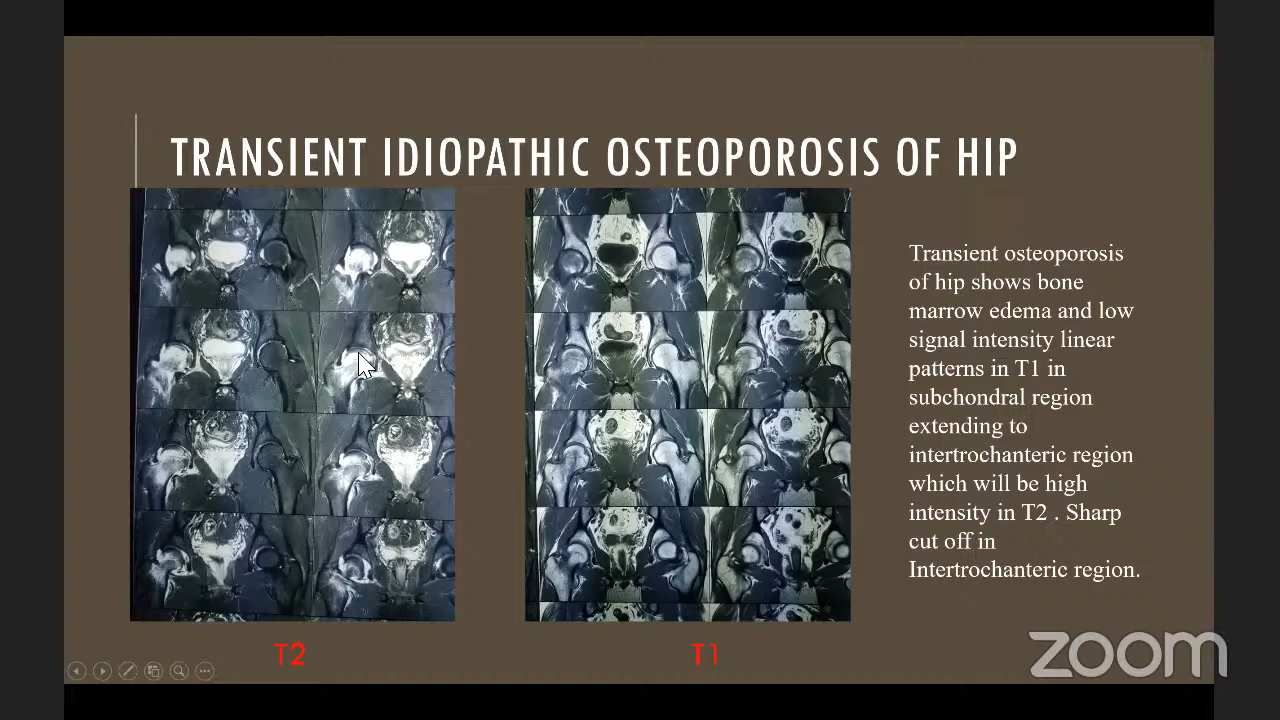 TRANSIENT IDIOPATHIC OSTEOPOROSIS OF HIP
Transient osteoporosis
of hip shows bone
marrow edema and low
signal intensity linear
patterns in T1 in
subchondral region
extending to
intertrochanteric region
which will be high
intensity in T2 . Sharp
cut off in
Intertrochanteric region.
T2
T1
zoom